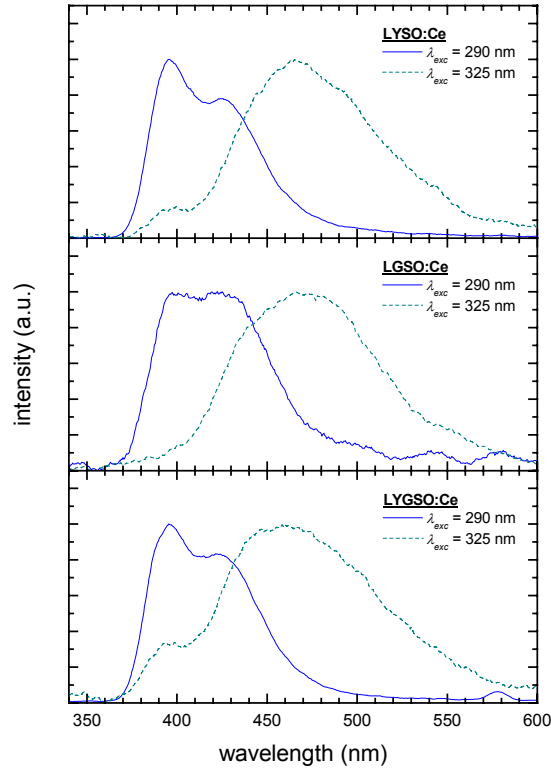 LYSO:Ce
λexc = 290 nm
λexc = 325 nm
LGSO:Ce
λexc = 290 nm
λexc = 325 nm
LYGSO:Ce
λexc = 290 nm
λexc = 325 nm
intensity (a.u.)
350 400 450 500 550 600
wavelength (nm)